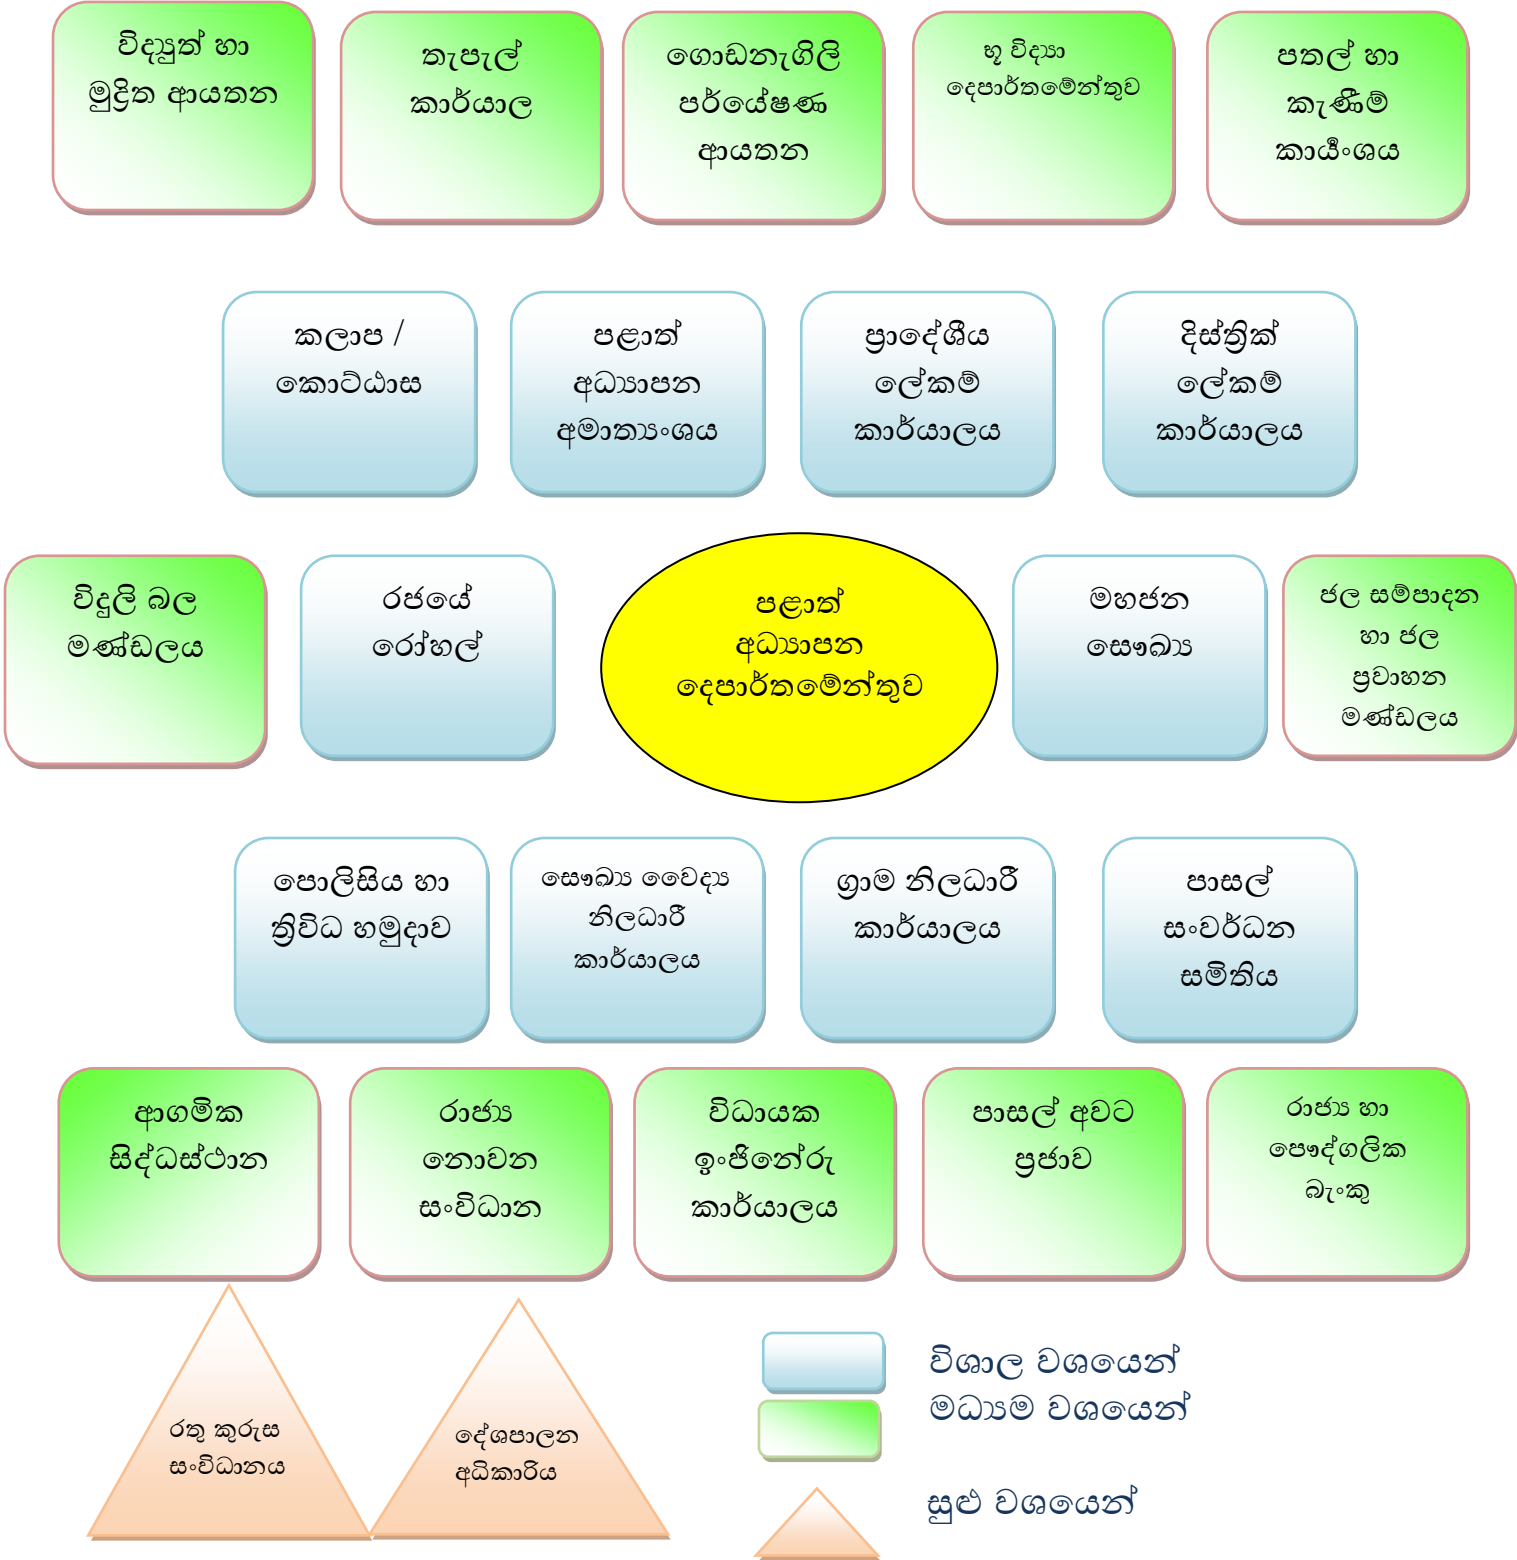 විද්‍යුත් හා
මුද්‍රිත ආයතන
තැපැල්
කාර්යාල
ගොඩනැගිලි
පර්යේෂණ
ආයතන
භූ විද්‍යා
දෙපාර්තමේන්තුව
පතල් හා
කැණීම්
කාර්‍යංශය
කලාප /
කොට්ඨාස
පළාත්
අධ්‍යාපන
අමාත්‍යාංශය
ප්‍රාදේශීය
ලේකම්
කාර්යාලය
දිස්ත්‍රික්
ලේකම්
කාර්යාලය
විදුලි බල
මණ්ඩලය
රජයේ
රෝහල්
පළාත්
අධ්‍යාපන
දෙපාර්තමේන්තුව
මහජන
සෞඛ්‍ය
ජල සම්පාදන
හා ජල
ප්‍රවාහන
මණ්ඩලය
පොලිසිය හා
ත්‍රිවිධ හමුදාව
සෞඛ්‍ය වෛද්‍ය
නිලධාරී
කාර්යාලය
ග්‍රාම නිලධාරී
කාර්යාලය
පාසල්
සංවර්ධන
සමිතිය
ආගමික
සිද්ධස්ථාන
රාජ්‍ය
නොවන
සංවිධාන
විධායක
ඉංජිනේරු
කාර්යාලය
පාසල් අවට
ප්‍රජාව
රාජ්‍ය හා
පෞද්ගලික
බැංකු
රතු කුරුස
සංවිධානය
දේශපාලන
අධිකාරිය
විශාල වශයෙන්
මධ්‍යම වශයෙන්
සුළු වශයෙන්